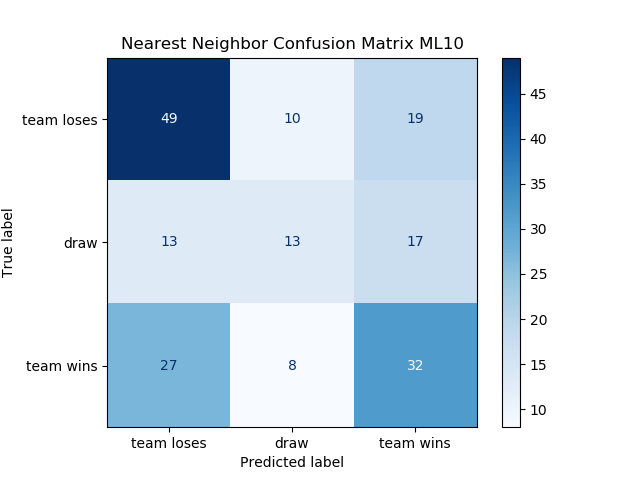 Nearest Neighbor Confusion Matrix ML10
True label
team loses 49 10 19
draw 13 13 17
team wins 27 8 32
team loses draw team wins
Predicted label
45
40
35
30
25
20
15
10